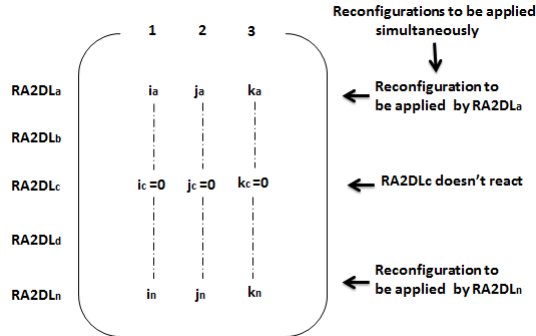 Reconfigurations to be applied
simultaneously
1 2 3
RA2DLa ia ja ka Reconfiguration to
be applied by RA2DLa
RA2DLb
RA2DLc ic =0 jc =0 kc =0 RA2DLc doesn't react
RA2DLd
Reconfiguration to
RA2DLn in jn kn be applied by RA2DLn